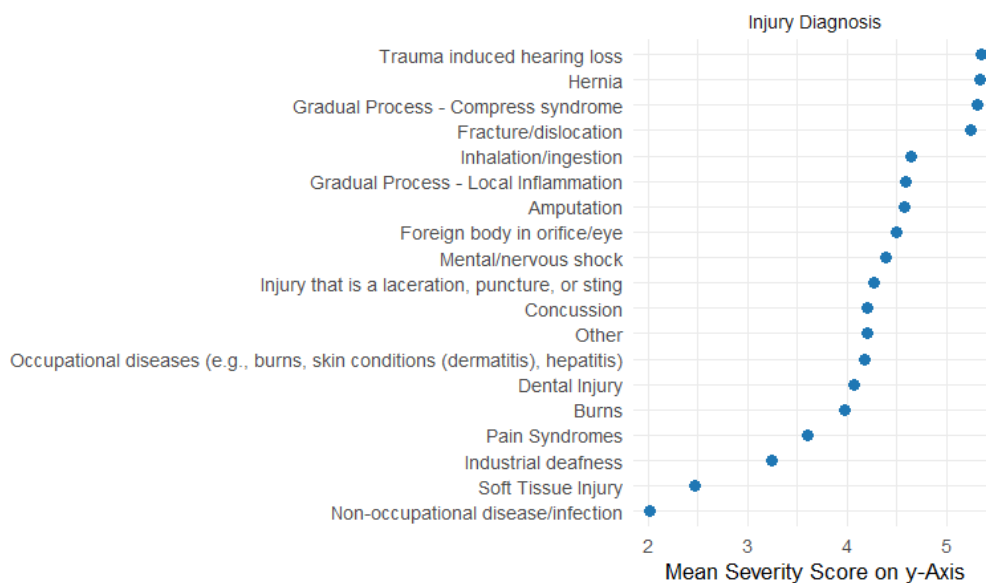 Injury Diagnosis
Trauma induced hearing loss
Hernia
Gradual Process - Compress syndrome
Fracture/dislocation
Inhalation/ingestion
Gradual Process - Local Inflammation
Amputation
Foreign body in orifice/eye
Mental/nervous shock
Injury that is a laceration, puncture, or sting
Concussion
Other
Occupational diseases (e.g., burns, skin conditions (dermatitis), hepatitis)
Dental Injury
Burns
Pain Syndromes
Industrial deafness
Soft Tissue Injury
Non-occupational disease/infection
2 3 4 5
Mean Severity Score on y-Axis